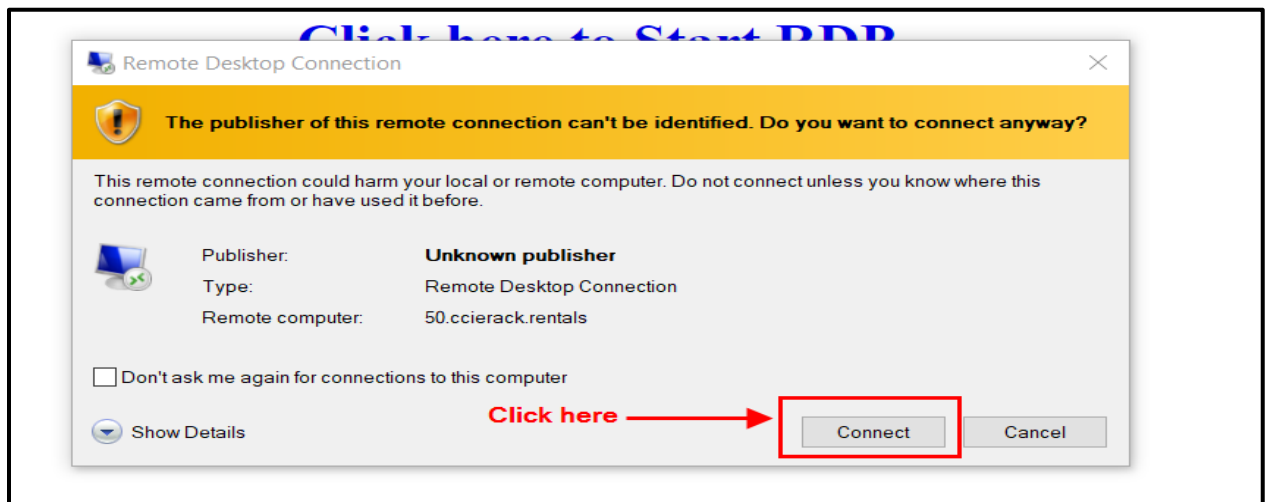 Click here to Start RDP
Remote Desktop Connection
The publisher of this remote connection can't be identified. Do you want to connect anyway?
This remote connection could harm your local or remote computer. Do not connect unless you know where this
connection came from or have used it before.
Publisher: Unknown publisher
Type: Remote Desktop Connection
Remote computer: 50.ccierack.rentals
Don't ask me again for connections to this computer
Click here
Show Details Connect Cancel